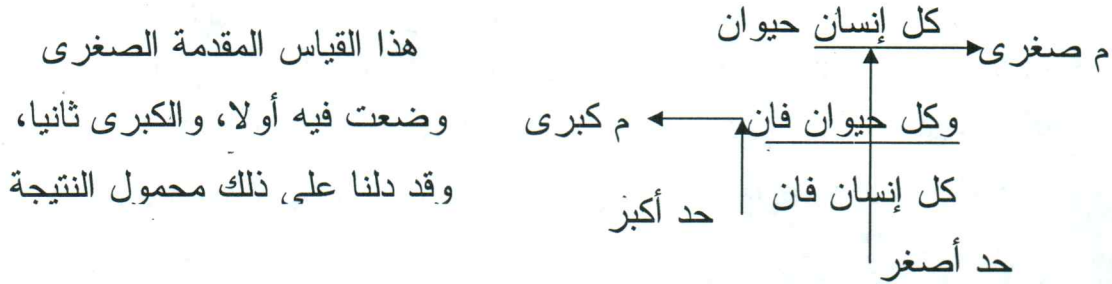 كل إنسان حيوان
م صغرى
وكل حيوان فان
م كبرى
كل إنسان فان
حد أكبر
حد أصغر
هذا القياس المقدمة الصغرى
وضعت فيه أولا، والكبرى ثانيا،
وقد دلنا على ذلك محمول النتيجة